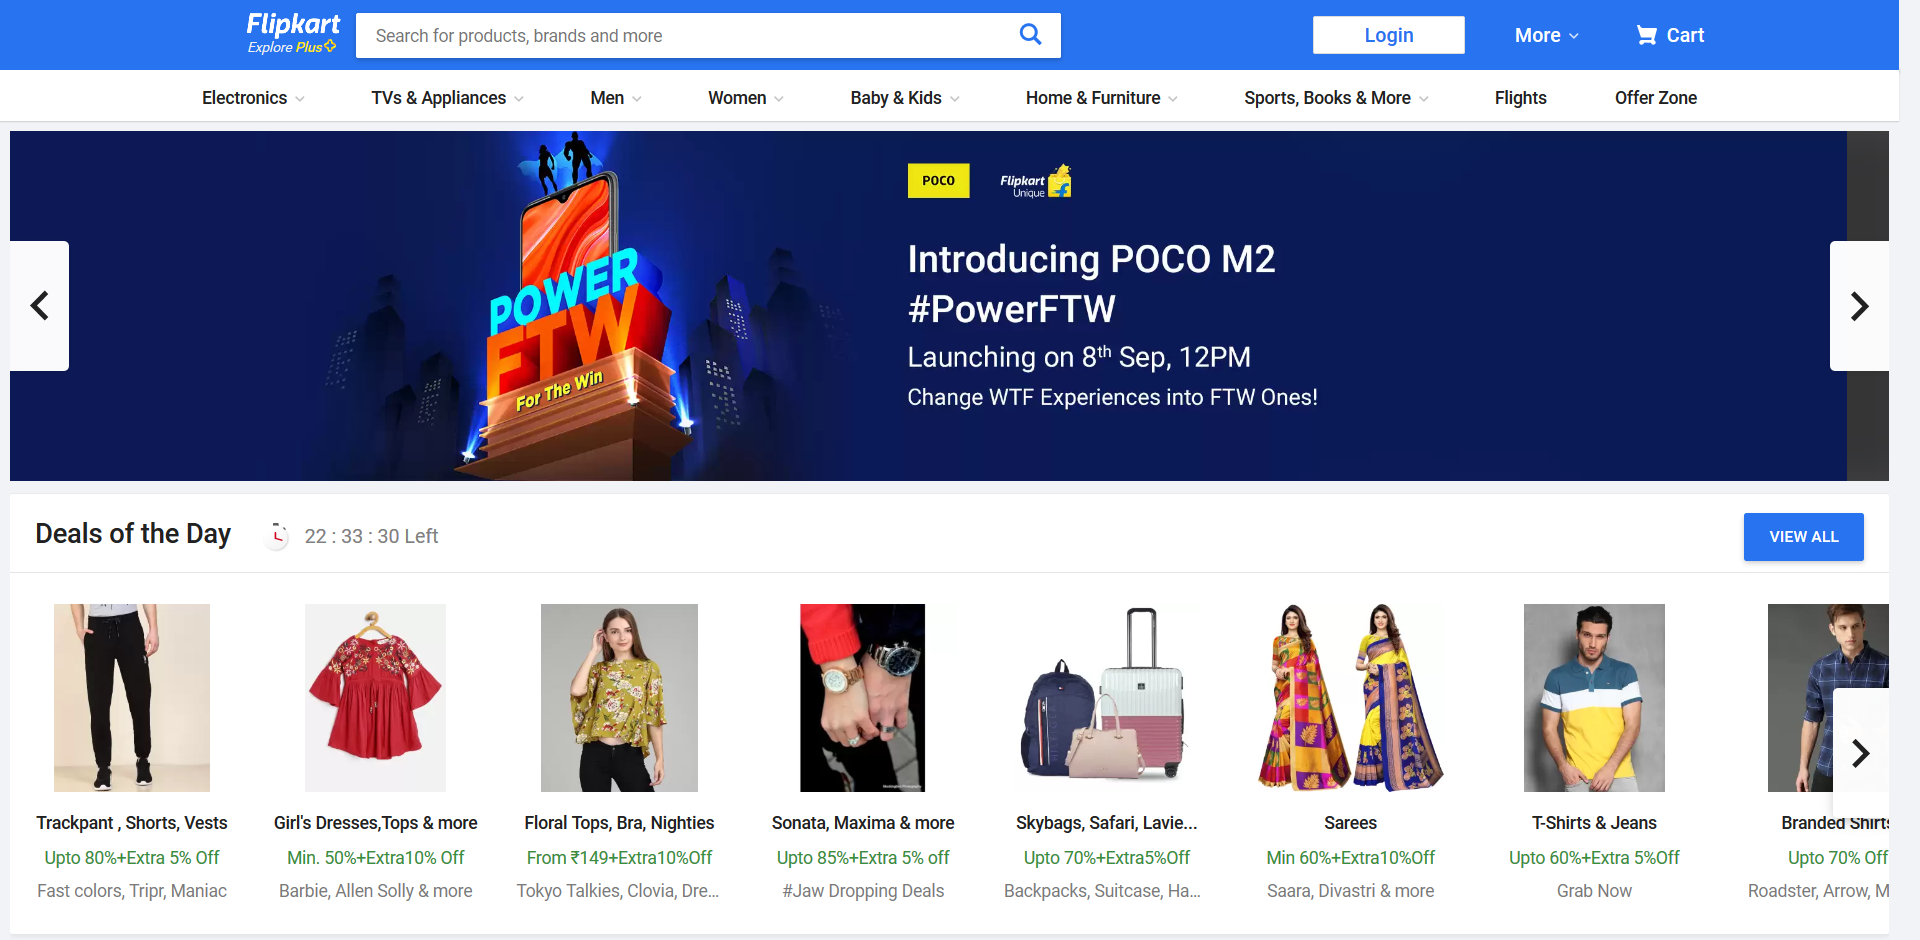 Flipkart
Explore Plus
Search for products, brands and more
Login
More
Cart
Electronics
TVs & Appliances
Men
Women
Baby & Kids
Home & Furniture
Sports, Books & More
Flights
Offer Zone
POWER
FTW
For The Win
POCO
Flipkart
Unique
Introducing POCO M2
#PowerFTW
Launching on 8th Sep, 12PM
Change WTF Experiences into FTW Ones!
Deals of the Day
22 : 33 : 30 Left
VIEW ALL
Trackpant , Shorts, Vests
Upto 80%+Extra 5% Off
Fast colors, Tripr, Maniac
Girl's Dresses,Tops & more
Min. 50%+Extra10% Off
Barbie, Allen Solly & more
Floral Tops, Bra, Nighties
From ₹149+Extra10%Off
Tokyo Talkies, Clovia, Dre...
Sonata, Maxima & more
Upto 85%+Extra 5% off
#Jaw Dropping Deals
Skybags, Safari, Lavie...
Upto 70%+Extra5%Off
Backpacks, Suitcase, Ha...
Sarees
Min 60%+Extra10%Off
Saara, Divastri & more
T-Shirts & Jeans
Upto 60%+Extra 5%Off
Grab Now
Branded Shirts
Upto 70% Off
Roadster, Arrow, M